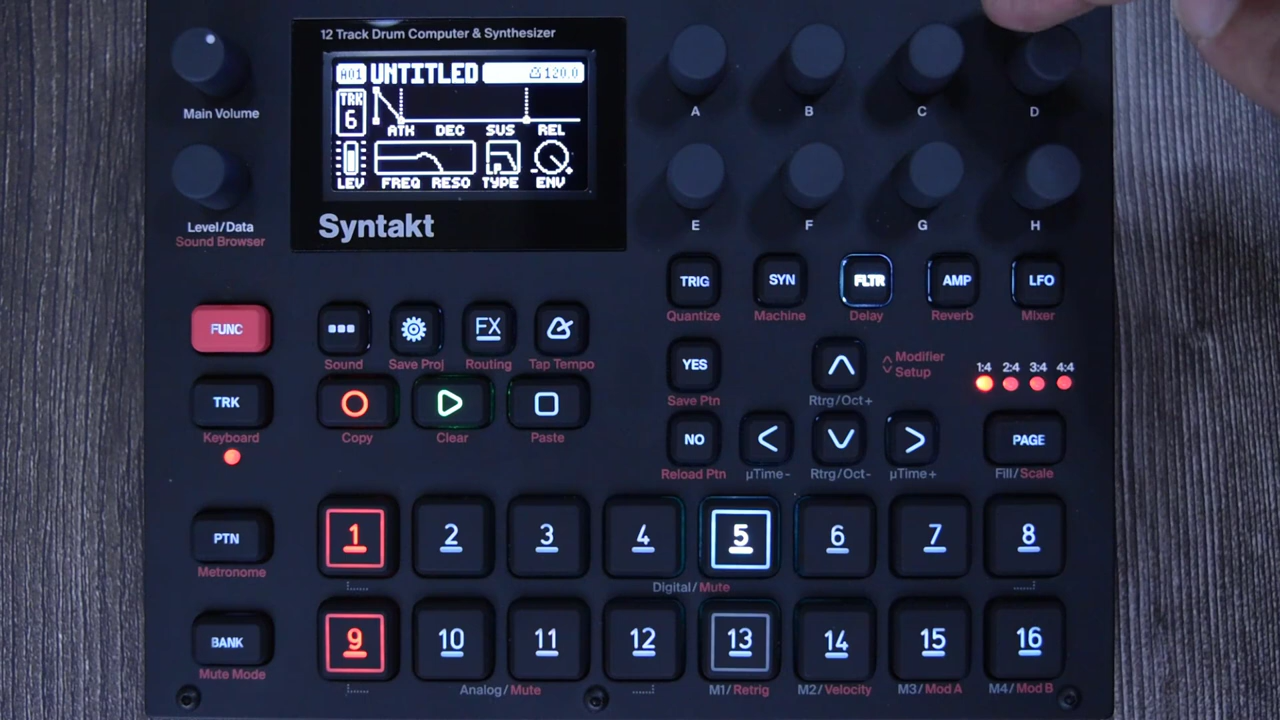 12 Track Drum Computer & Synthesizer
A01 UNTITLED 120.0
TRK
6
ATK DEC SUS REL
LEV FREQ RESO TYPE ENV
Syntakt
Main Volume
Level/Data
Sound Browser
A B C D
E F G H
TRIG SYN FLTR AMP LFO
Quantize Machine Delay Reverb Mixer
FUNC FX
Sound Save Proj Routing Tap Tempo
YES
Save Ptn
Rtrg/Oct+
Modifier
Setup
1:4 2:4 3:4 4:4
TRK
Keyboard
Copy Clear Paste
NO PAGE
Reload Ptn µTime- Rtrg/Oct- µTime+ Fill/Scale
PTN
Metronome
1 2 3 4 5 6 7 8
Digital/Mute
BANK
Mute Mode
9 10 11 12 13 14 15 16
Analog/Mute M1/Retrig M2/Velocity M3/Mod A M4/Mod B